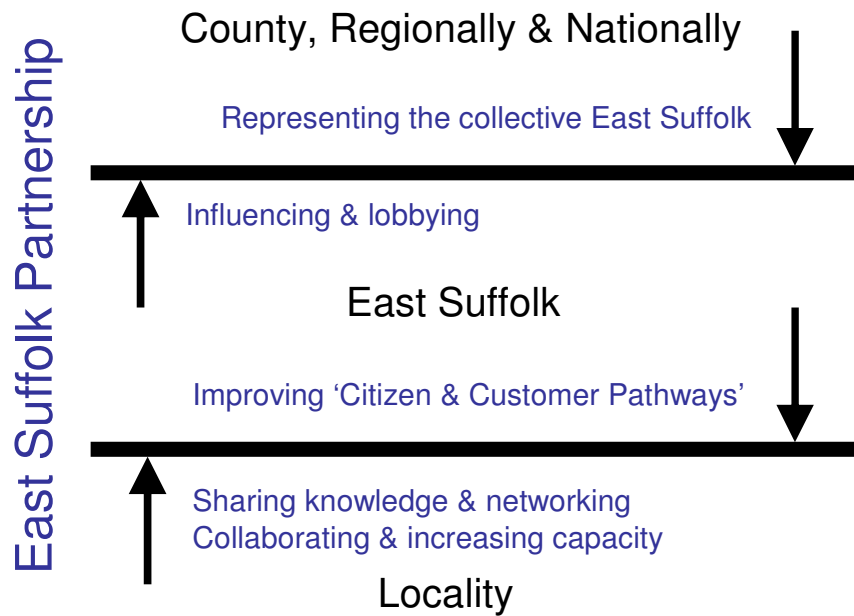 East Suffolk Partnership
County, Regionally & Nationally
Representing the collective East Suffolk
Influencing & lobbying
East Suffolk
Improving ‘Citizen & Customer Pathways’
Sharing knowledge & networking
Collaborating & increasing capacity
Locality